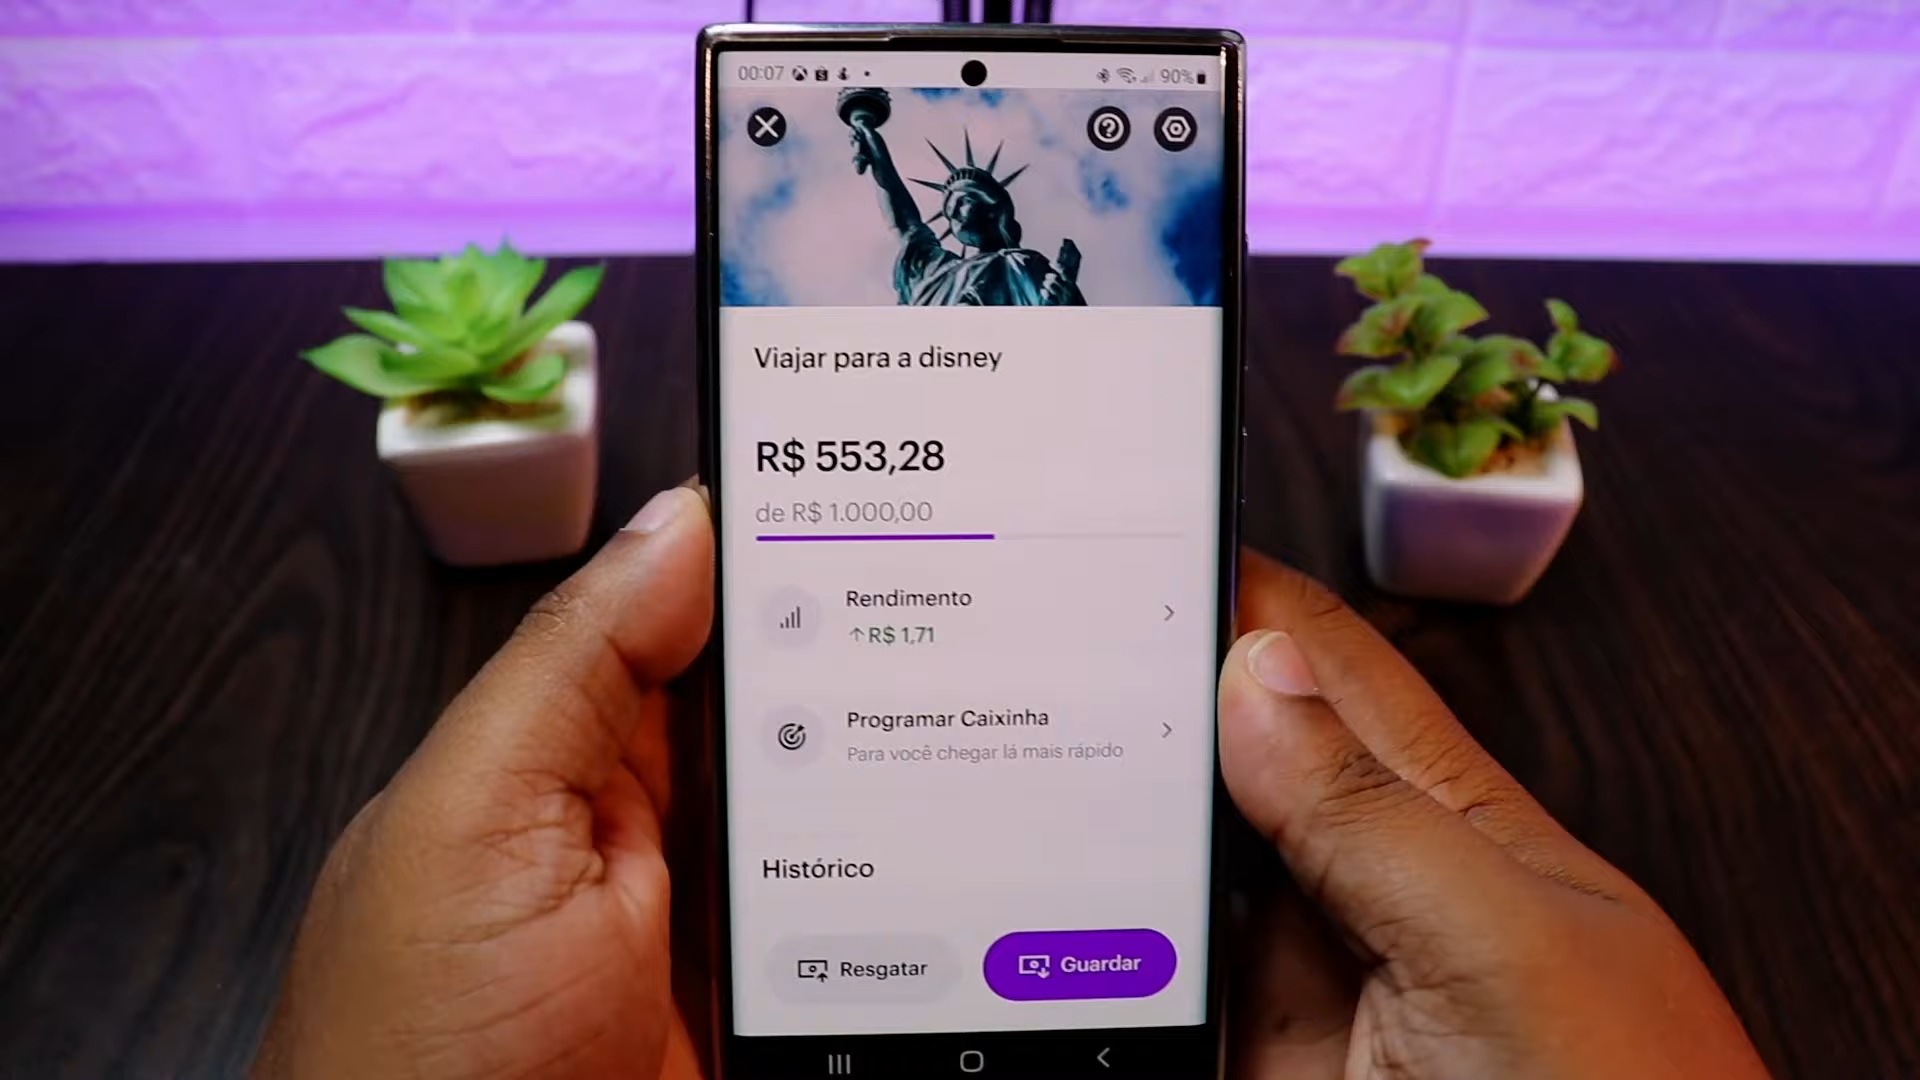 00:07 90%
Viajar para a disney
R$ 553,28
de R$ 1.000,00
Rendimento
↑R$ 1,71
Programar Caixinha
Para você chegar lá mais rápido
Histórico
Resgatar Guardar